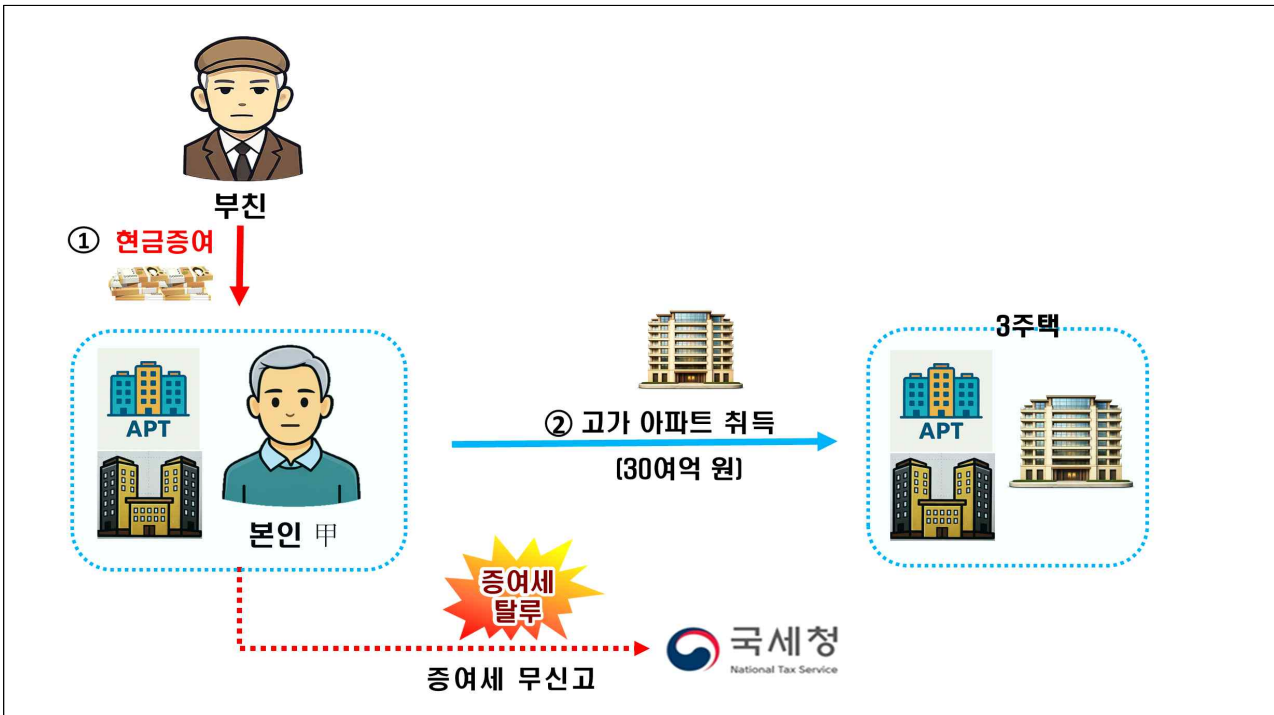 부친
① 현금증여
APT
본인 甲
② 고가 아파트 취득
(30여억 원)
3주택
APT
증여세
탈루
증여세 무신고
국세청
National Tax Service